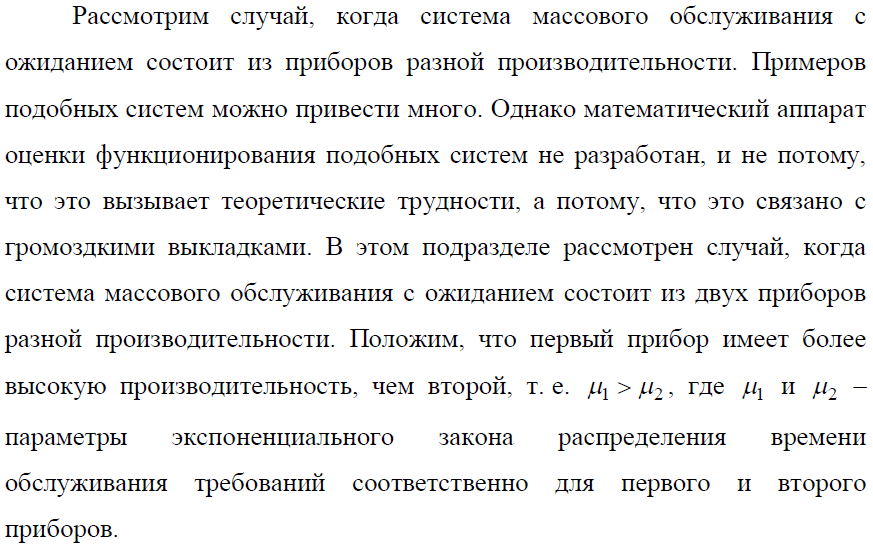 Рассмотрим случай, когда система массового обслуживания с
ожиданием состоит из приборов разной производительности. Примеров
подобных систем можно привести много. Однако математический аппарат
оценки функционирования подобных систем не разработан, и не потому,
что это вызывает теоретические трудности, а потому, что это связано с
громоздкими выкладками. В этом подразделе рассмотрен случай, когда
система массового обслуживания с ожиданием состоит из двух приборов
разной производительности. Положим, что первый прибор имеет более
высокую производительность, чем второй, т. е. μ₁ > μ₂, где μ₁ и μ₂ –
параметры экспоненциального закона распределения времени
обслуживания требований соответственно для первого и второго
приборов.